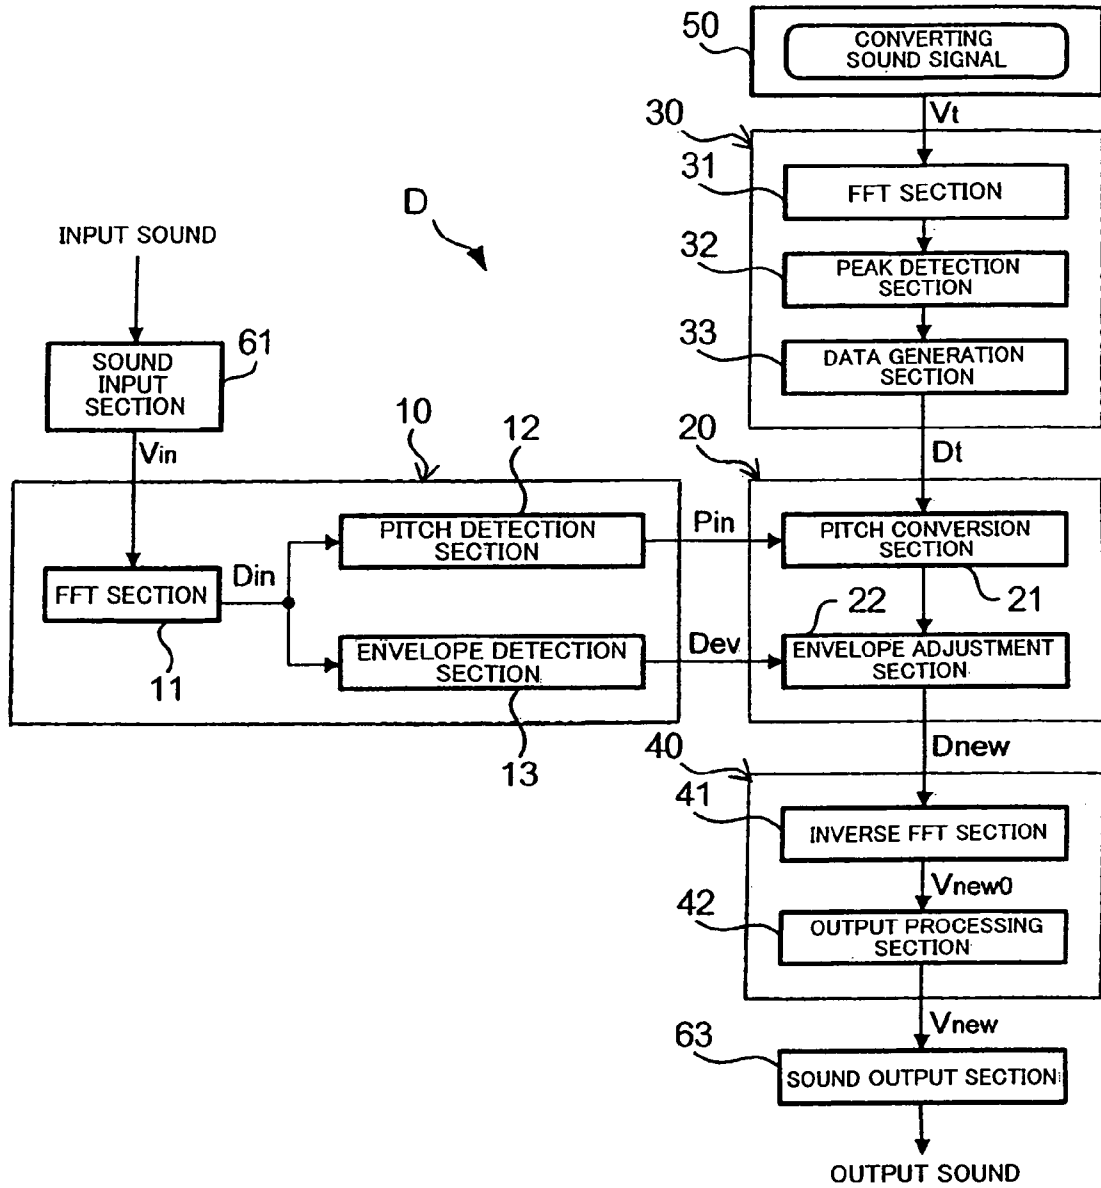 50
CONVERTING
SOUND SIGNAL
Vt
30
31
FFT SECTION
D
INPUT SOUND
32
PEAK DETECTION
SECTION
33
DATA GENERATION
SECTION
61
SOUND
INPUT
SECTION
Vin
10
12
20
Dt
PITCH DETECTION
SECTION
Pin
PITCH CONVERSION
SECTION
Din
FFT SECTION
22
21
11
ENVELOPE DETECTION
SECTION
Dev
ENVELOPE ADJUSTMENT
SECTION
13
40
Dnew
41
INVERSE FFT SECTION
Vnew0
42
OUTPUT PROCESSING
SECTION
Vnew
63
SOUND OUTPUT SECTION
OUTPUT SOUND